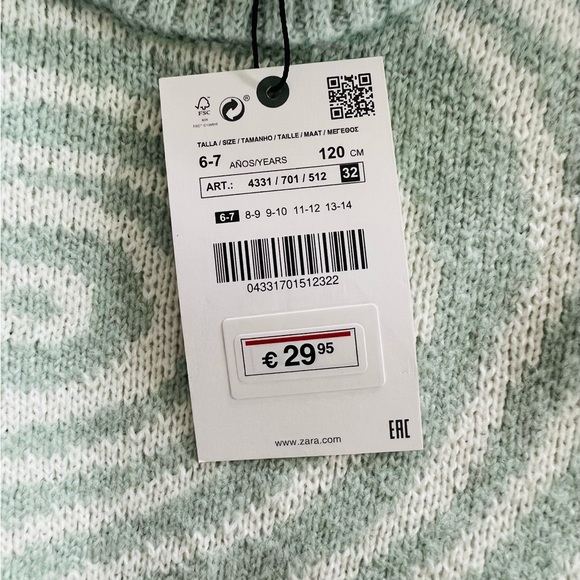 FSC
TALLA / SIZE / TAMANHO / TAILLE / MAAT / ΜΕΓΕΘΟΣ
6-7 AÑOS/YEARS 120 CM
ART.: 4331 / 701 / 512 32
6-7 8-9 9-10 11-12 13-14
04331701512322
€ 29 95
www.zara.com
EAC